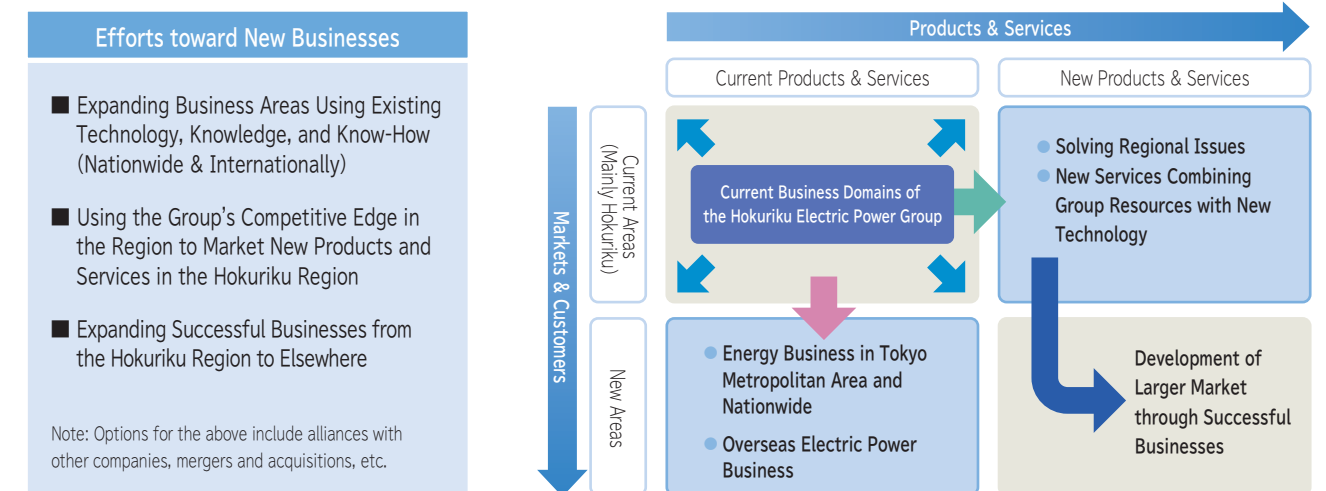 Efforts toward New Businesses
■ Expanding Business Areas Using Existing
Technology, Knowledge, and Know-How
(Nationwide & Internationally)
■ Using the Group's Competitive Edge in
the Region to Market New Products and
Services in the Hokuriku Region
■ Expanding Successful Businesses from
the Hokuriku Region to Elsewhere
Note: Options for the above include alliances with
other companies, mergers and acquisitions, etc.
Products & Services
Current Products & Services
New Products & Services
Markets & Customers
Current Areas
(Mainly Hokuriku)
Current Business Domains of
the Hokuriku Electric Power Group
● Solving Regional Issues
● New Services Combining
Group Resources with New
Technology
New Areas
● Energy Business in Tokyo
Metropolitan Area and
Nationwide
● Overseas Electric Power
Business
Development of
Larger Market
through Successful
Businesses